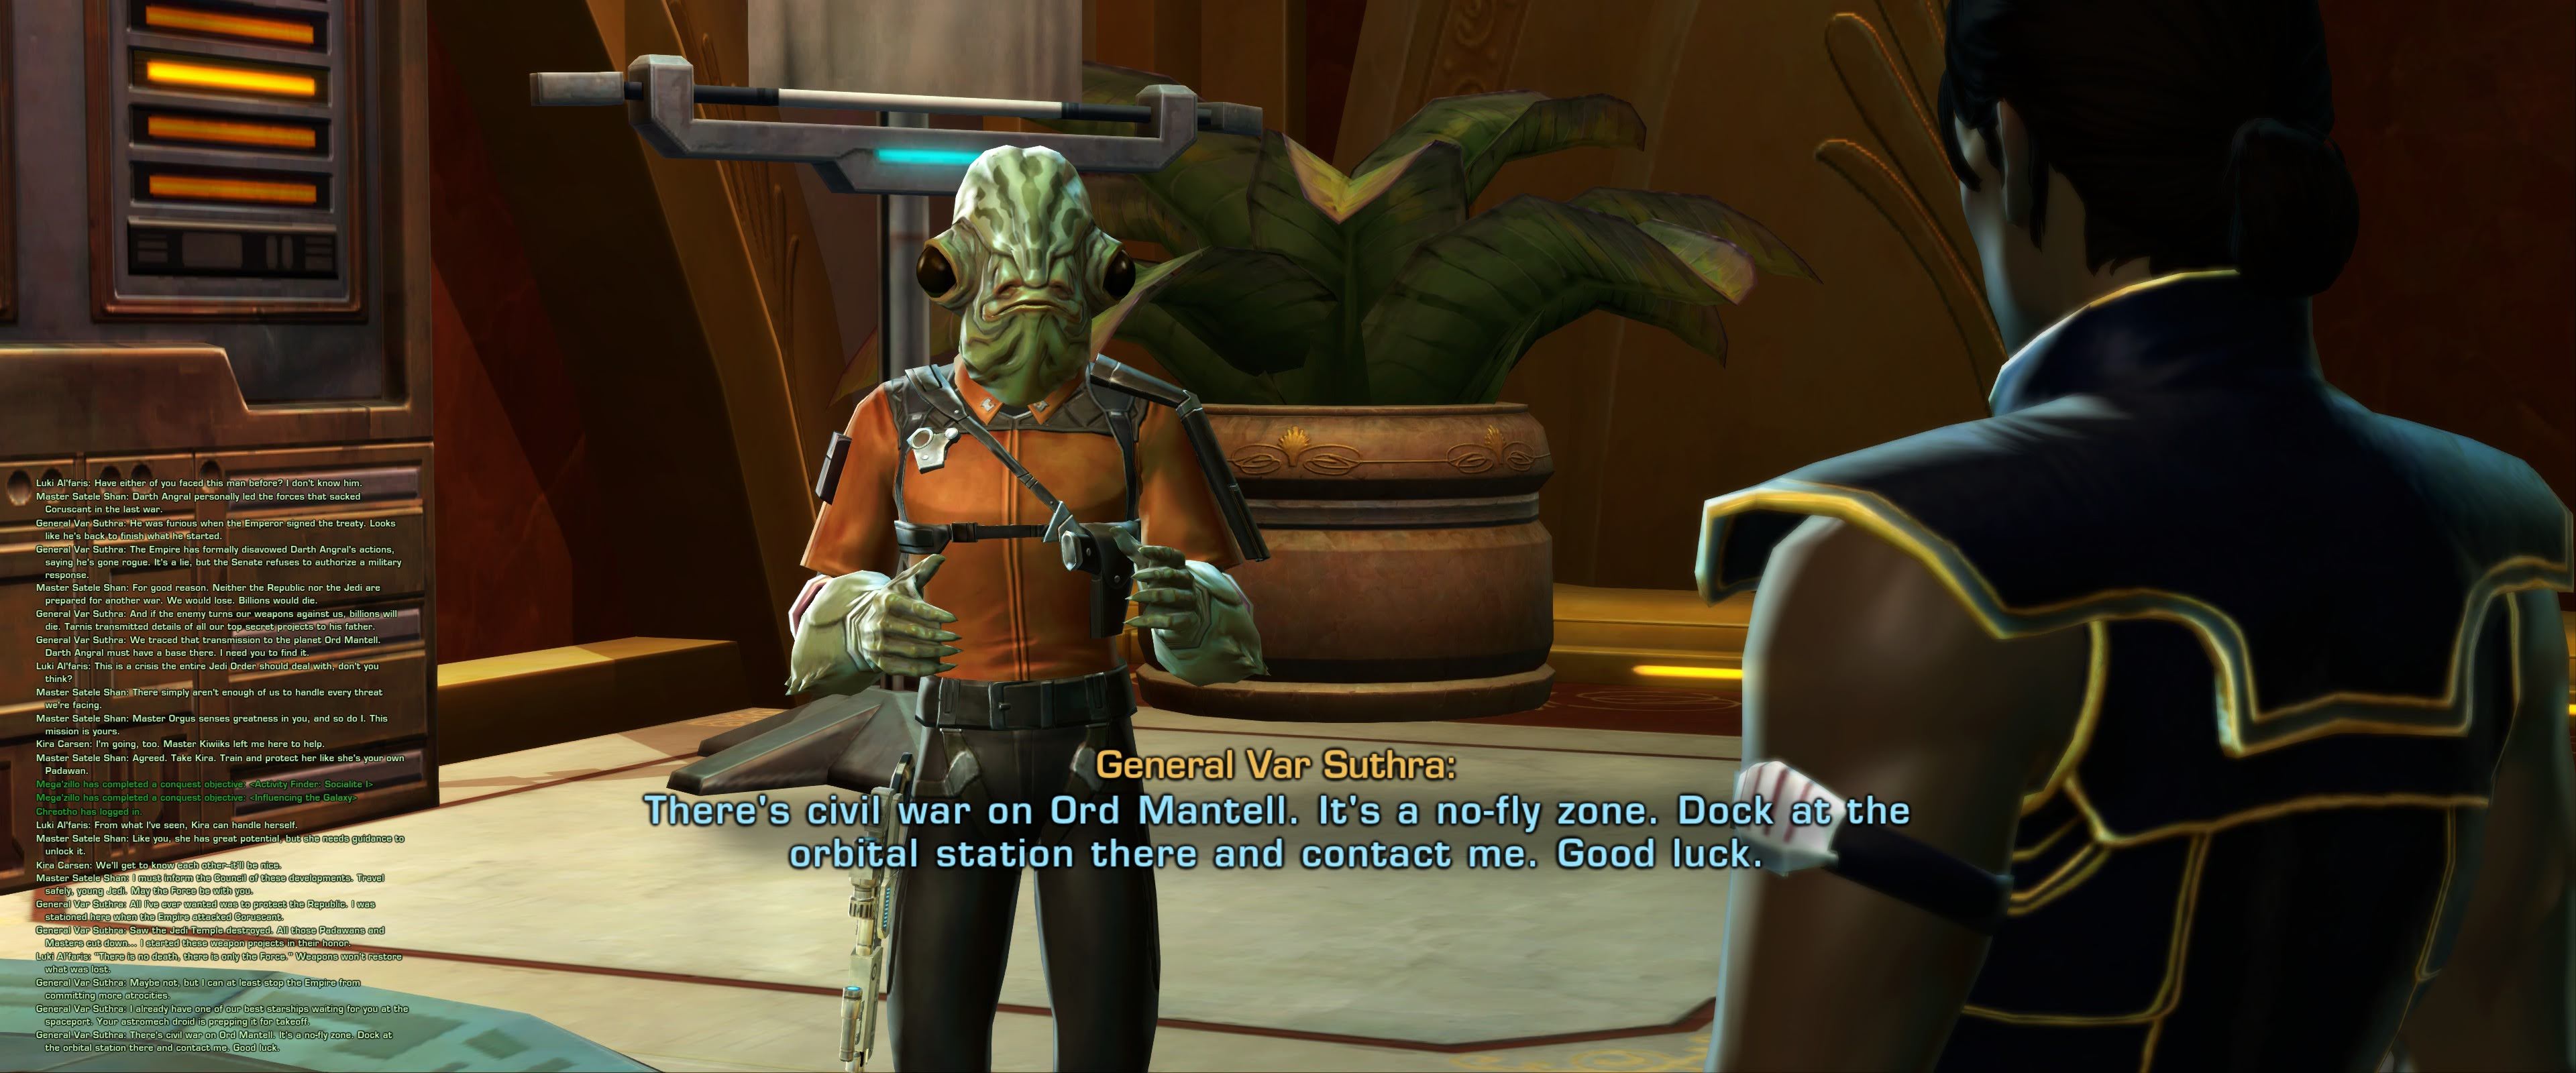 Luki Al'faris: Have either of you faced this man before? I don't know him.
Master Satele Shan: Darth Angral personally led the forces that sacked
Coruscant in the last war.
General Var Suthra: He was furious when the Emperor signed the treaty. Looks
like he's back to finish what he started.
General Var Suthra: The Empire has formally disavowed Darth Angral's actions,
saying he's gone rogue. It's a lie, but the Senate refuses to authorize a military
response.
Master Satele Shan: For good reason. Neither the Republic nor the Jedi are
prepared for another war. We would lose. Billions would die.
General Var Suthra: And if the enemy turns our weapons against us, billions will
die. Tarnis transmitted details of all our top secret projects to his father.
General Var Suthra: We traced that transmission to the planet Ord Mantell.
Darth Angral must have a base there. I need you to find it.
Luki Al'faris: This is a crisis the entire Jedi Order should deal with, don't you
think?
Master Satele Shan: There simply aren't enough of us to handle every threat
we're facing.
Master Satele Shan: Master Orgus senses greatness in you, and so do I. This
mission is yours.
Kira Carsen: I'm going, too. Master Kiwiiks left me here to help.
Master Satele Shan: Agreed. Take Kira. Train and protect her like she's your own
Padawan.
Mega'zillo has completed a conquest objective: <Activity Finder: Socialite I>
Mega'zillo has completed a conquest objective: <Influencing the Galaxy>
Chreotho has logged in.
Luki Al'faris: From what I've seen, Kira can handle herself.
Master Satele Shan: Like you, she has great potential, but she needs guidance to
unlock it.
Kira Carsen: We'll get to know each other--it'll be nice.
Master Satele Shan: I must inform the Council of these developments. Travel
safely, young Jedi. May the Force be with you.
General Var Suthra: All I've ever wanted was to protect the Republic. I was
stationed here when the Empire attacked Coruscant.
General Var Suthra: Saw the Jedi Temple destroyed. All those Padawans and
Masters cut down... I started these weapon projects in their honor.
Luki Al'faris: "There is no death, there is only the Force." Weapons won't restore
what was lost.
General Var Suthra: Maybe not, but I can at least stop the Empire from
committing more atrocities.
General Var Suthra: I already have one of our best starships waiting for you at the
spaceport. Your astromech droid is prepping it for takeoff.
General Var Suthra: There's civil war on Ord Mantell. It's a no-fly zone. Dock at
the orbital station there and contact me. Good luck.
General Var Suthra:
There's civil war on Ord Mantell. It's a no-fly zone. Dock at the
orbital station there and contact me. Good luck.